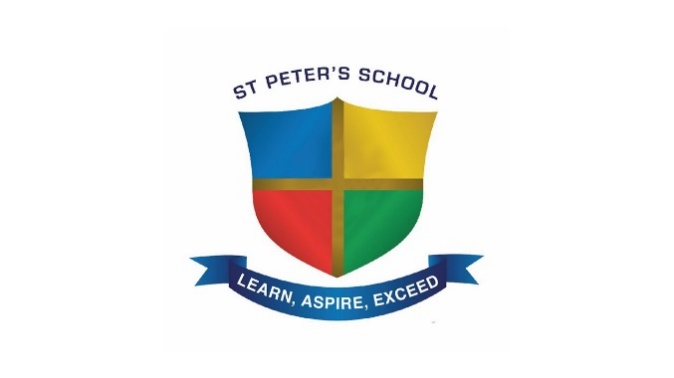 ST PETER'S SCHOOL
LEARN, ASPIRE, EXCEED